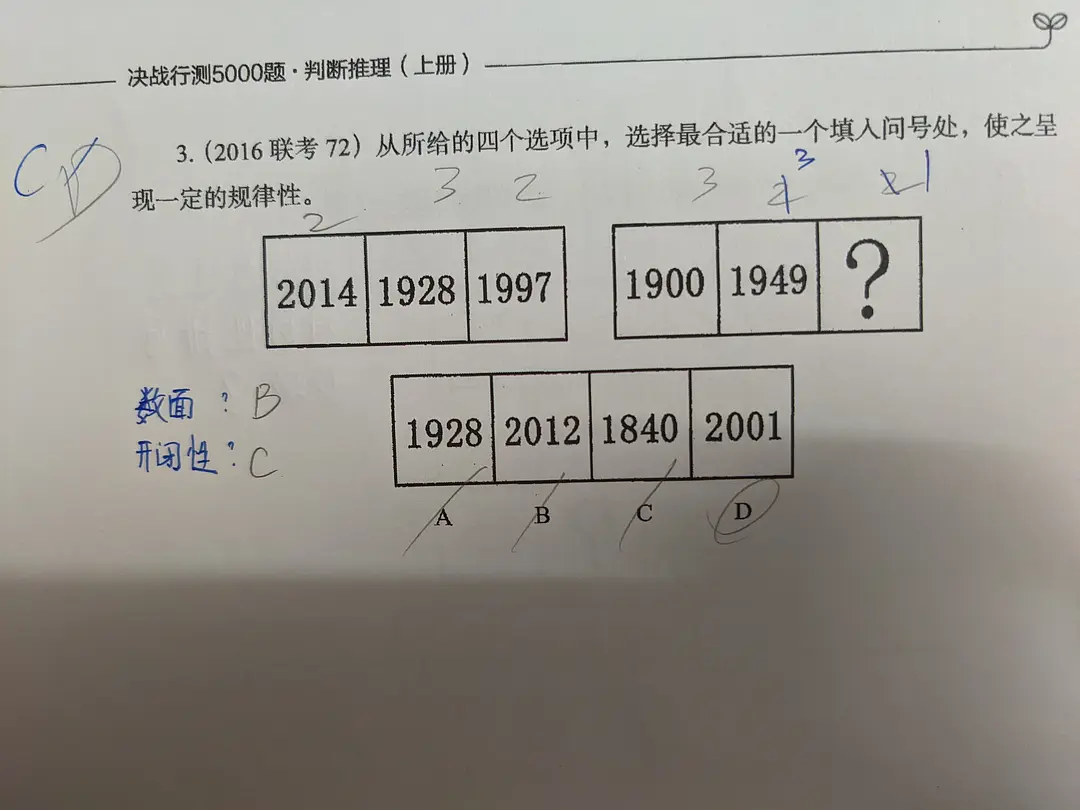 决战行测5000题·判断推理（上册）
3.（2016 联考 72）从所给的四个选项中，选择最合适的一个填入问号处，使之呈
现一定的规律性。
C D
2 3 2 3 3 1
2014 1928 1997 1900 1949 ?
数面？B
开闭性？C
1928 2012 1840 2001
A B C D